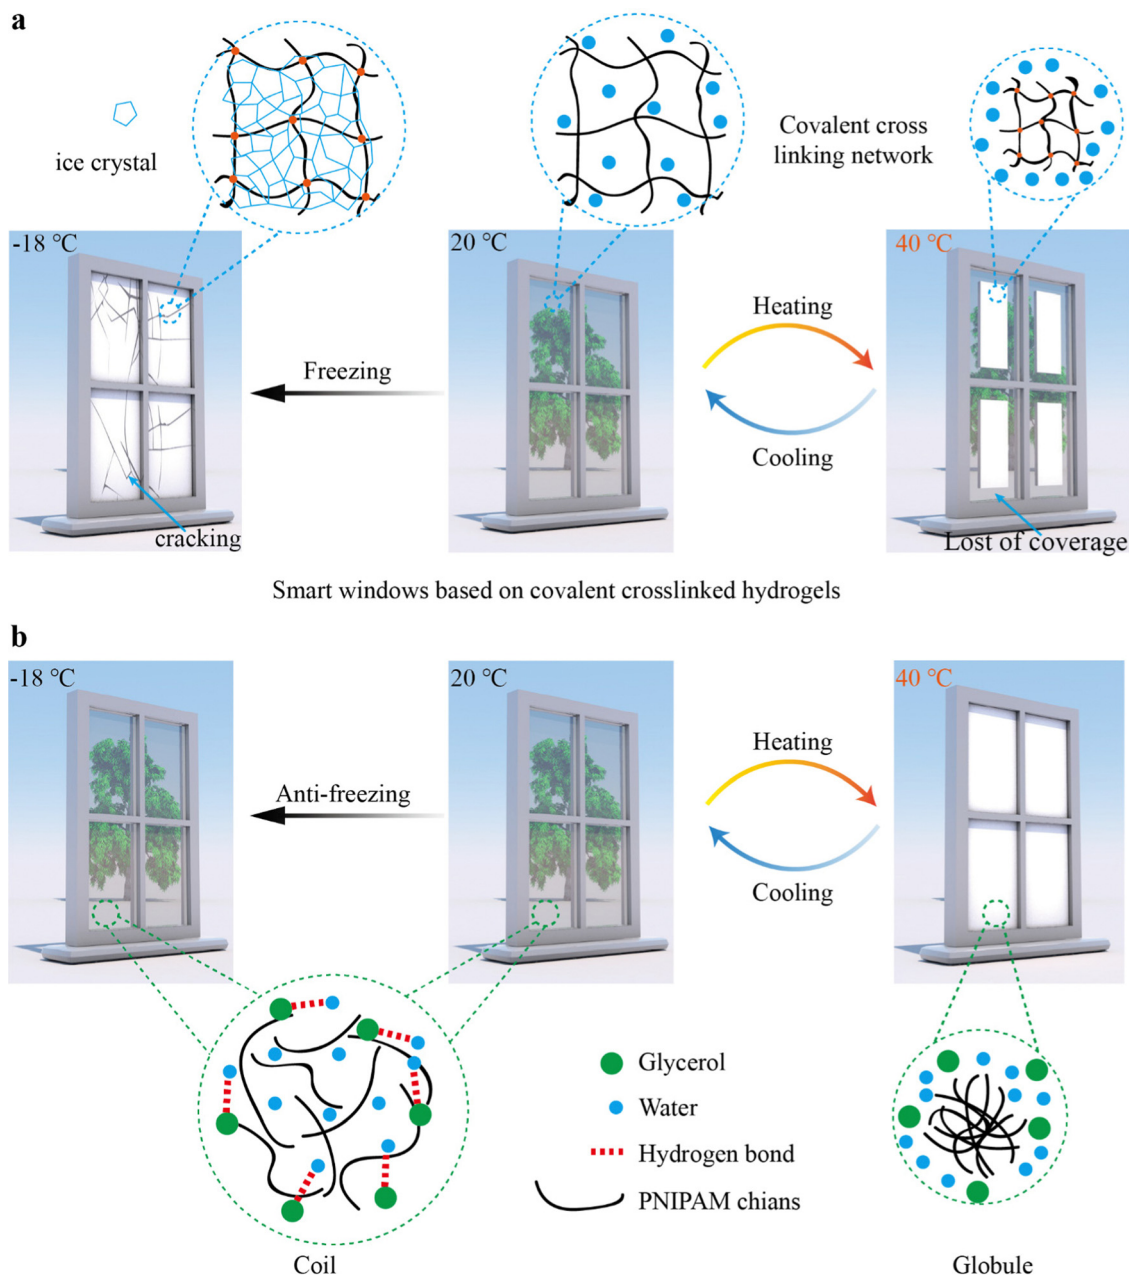 a
ice crystal
Covalent cross
linking network
-18 ℃
20 ℃
40 ℃
Freezing
Heating
Cooling
cracking
Lost of coverage
Smart windows based on covalent crosslinked hydrogels
b
-18 ℃
20 ℃
40 ℃
Anti-freezing
Heating
Cooling
Glycerol
Water
Hydrogen bond
PNIPAM chians
Coil
Globule